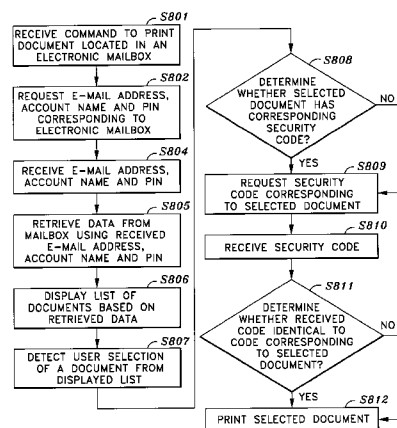 S801
RECEIVE COMMAND TO PRINT
DOCUMENT LOCATED IN AN
ELECTRONIC MAILBOX
S802
REQUEST E-MAIL ADDRESS,
ACCOUNT NAME AND PIN
CORRESPONDING TO
ELECTRONIC MAILBOX
S804
RECEIVE E-MAIL ADDRESS,
ACCOUNT NAME AND PIN
S805
RETRIEVE DATA FROM
MAILBOX USING RECEIVED
E-MAIL ADDRESS,
ACCOUNT NAME AND PIN
S806
DISPLAY LIST OF
DOCUMENTS BASED ON
RETRIEVED DATA
S807
DETECT USER SELECTION
OF A DOCUMENT FROM
DISPLAYED LIST
S808
DETERMINE
WHETHER SELECTED
DOCUMENT HAS
CORRESPONDING
SECURITY
CODE?
NO
YES
S809
REQUEST SECURITY
CODE CORRESPONDING
TO SELECTED DOCUMENT
S810
RECEIVE SECURITY CODE
S811
DETERMINE
WHETHER RECEIVED
CODE IDENTICAL TO
CODE CORRESPONDING
TO SELECTED
DOCUMENT?
NO
YES
S812
PRINT SELECTED DOCUMENT